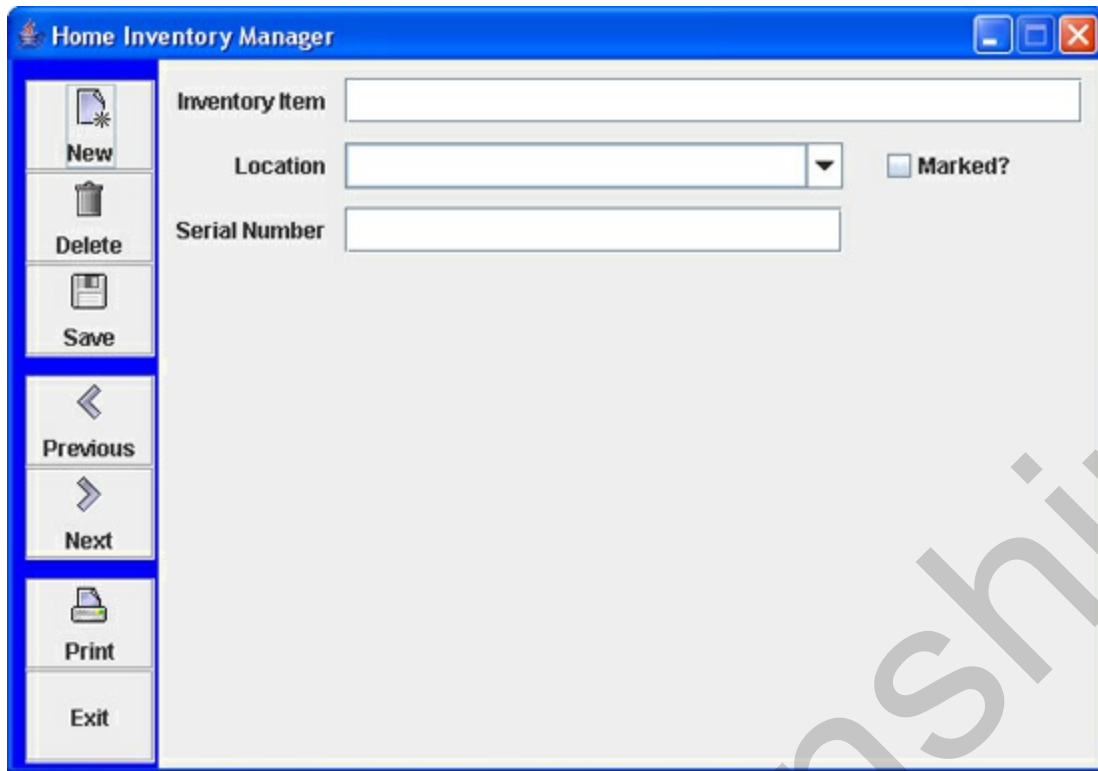 Home Inventory Manager
New
Delete
Save
Previous
Next
Print
Exit
Inventory Item
Location
Marked?
Serial Number